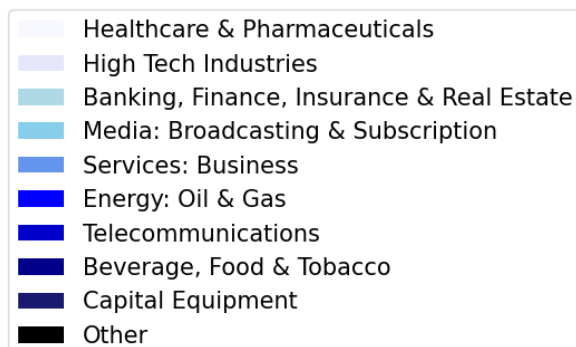 Healthcare & Pharmaceuticals
High Tech Industries
Banking, Finance, Insurance & Real Estate
Media: Broadcasting & Subscription
Services: Business
Energy: Oil & Gas
Telecommunications
Beverage, Food & Tobacco
Capital Equipment
Other